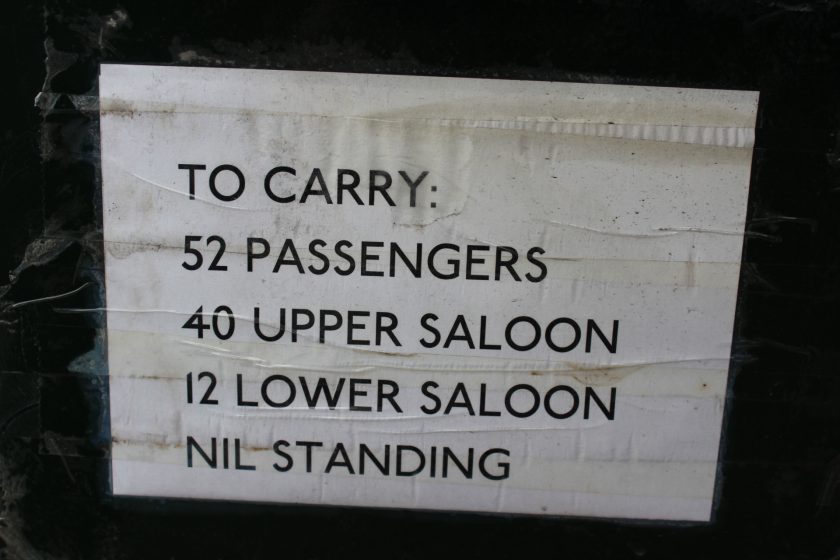 TO CARRY:
52 PASSENGERS
40 UPPER SALOON
12 LOWER SALOON
NIL STANDING